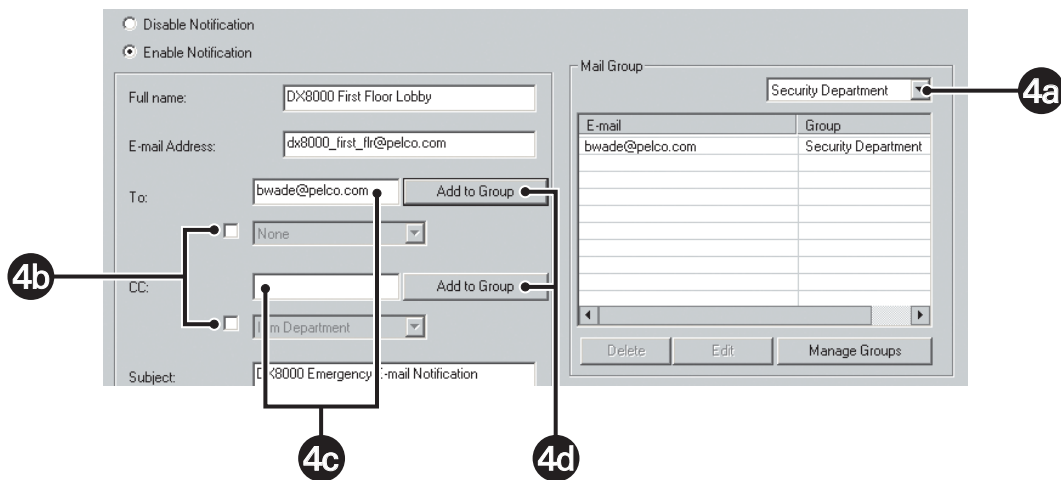 Disable Notification
Enable Notification
Full name:
DX8000 First Floor Lobby
E-mail Address:
dx8000_first_flr@pelco.com
To:
bwade@pelco.com
Add to Group
None
CC:
Add to Group
Department
Subject:
DX8000 Emergency E-mail Notification
Mail Group
Security Department
E-mail
Group
bwade@pelco.com
Security Department
Delete
Edit
Manage Groups
4a
4b
4c
4d